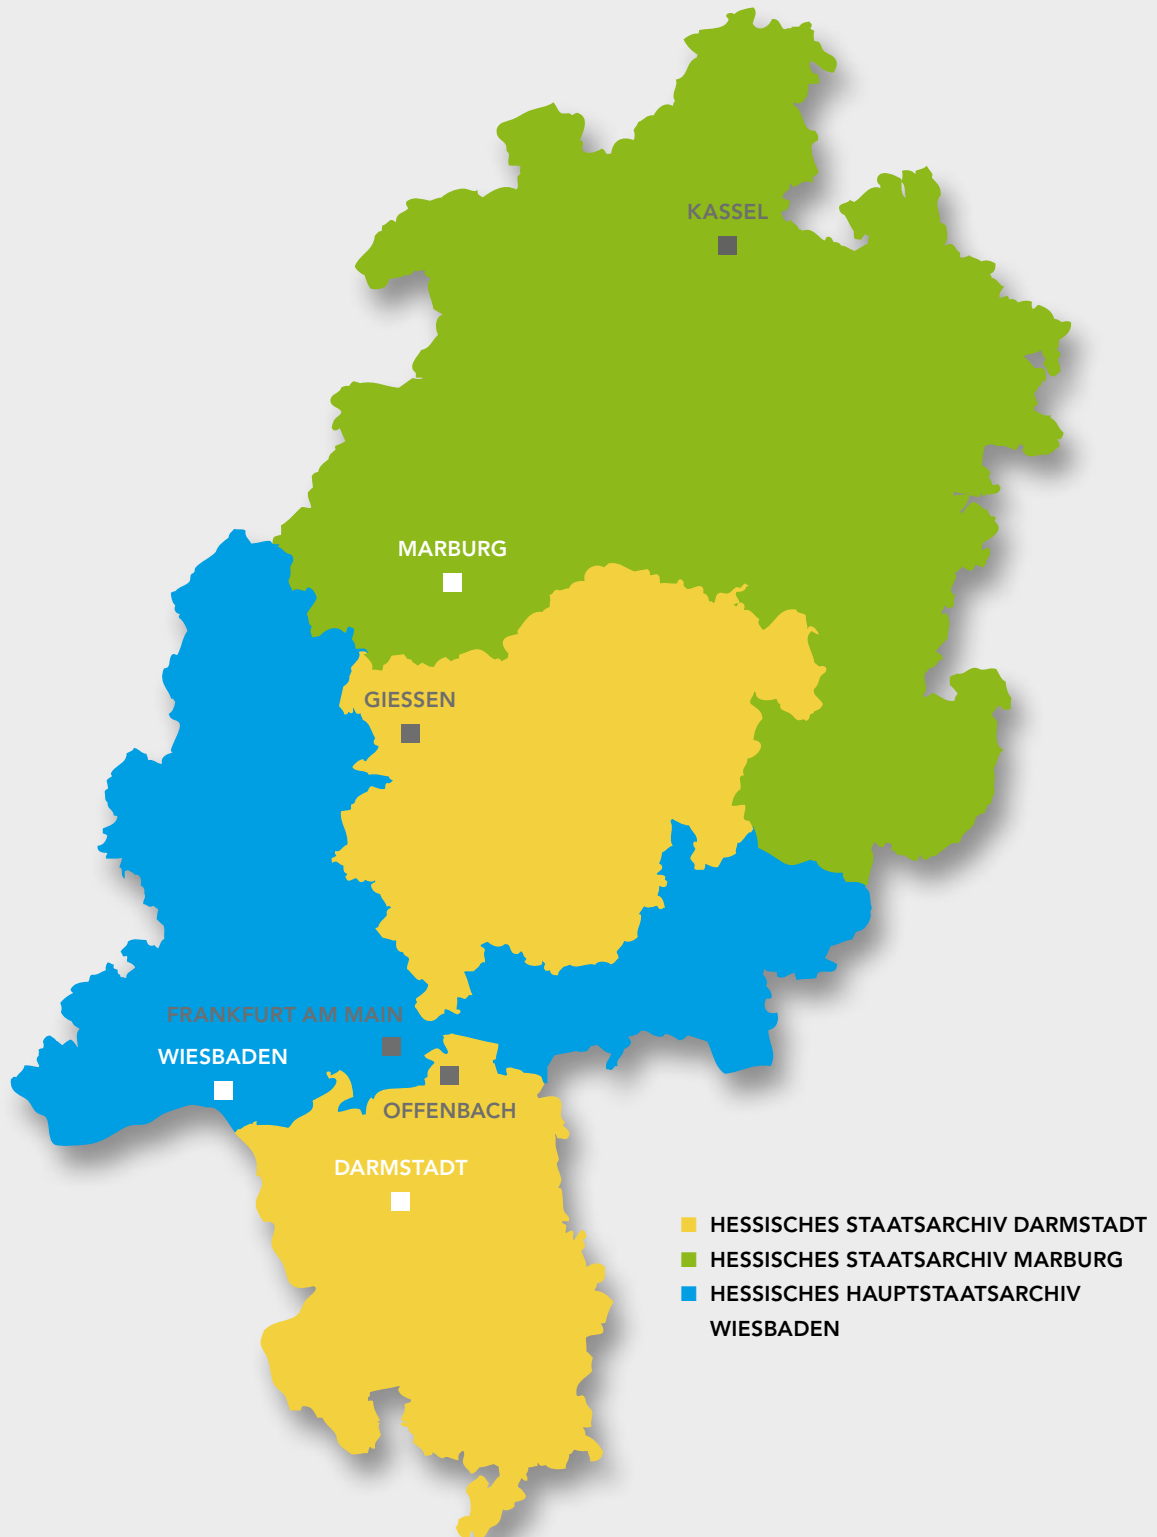 KASSEL
MARBURG
GIESSEN
FRANKFURT AM MAIN
WIESBADEN
OFFENBACH
DARMSTADT
HESSISCHES STAATSARCHIV DARMSTADT
HESSISCHES STAATSARCHIV MARBURG
HESSISCHES HAUPTSTAATSARCHIV
WIESBADEN